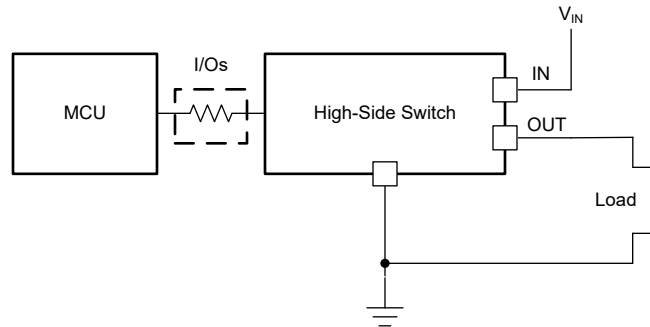 V_IN
I/Os
IN
MCU
High-Side Switch
OUT
Load